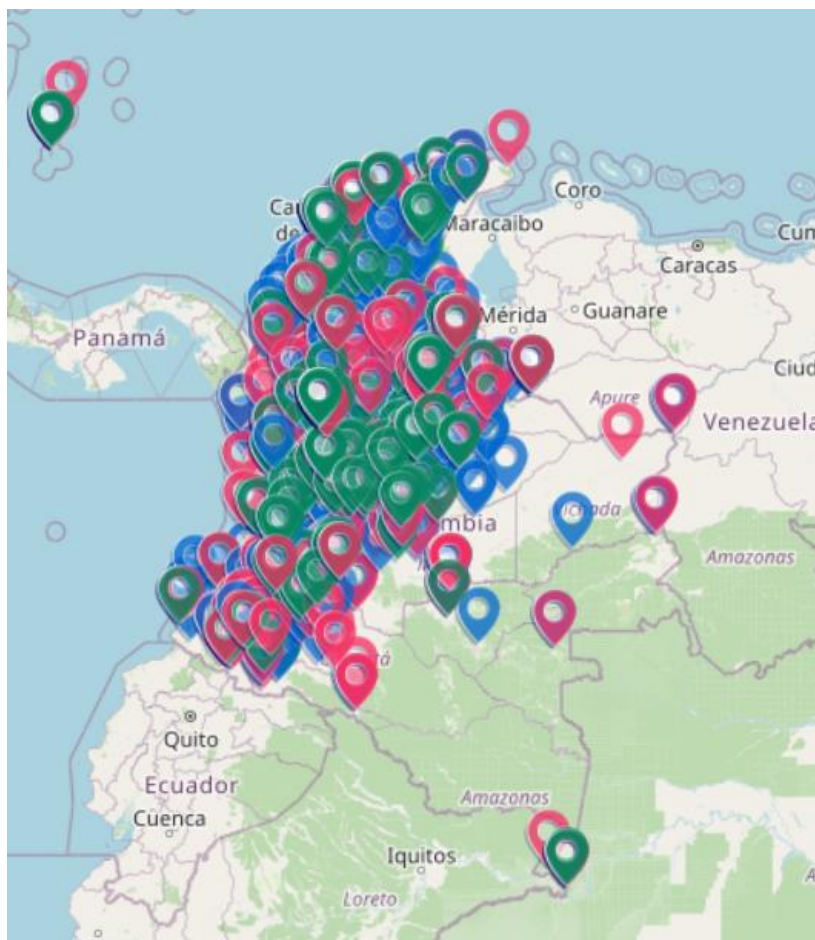 Coro
Maracaibo
Caracas
Mérida
Guanare
Panamá
Apure
Venezuela
Amazonas
Quito
Ecuador
Cuenca
Amazonas
Iquitos
Loreto